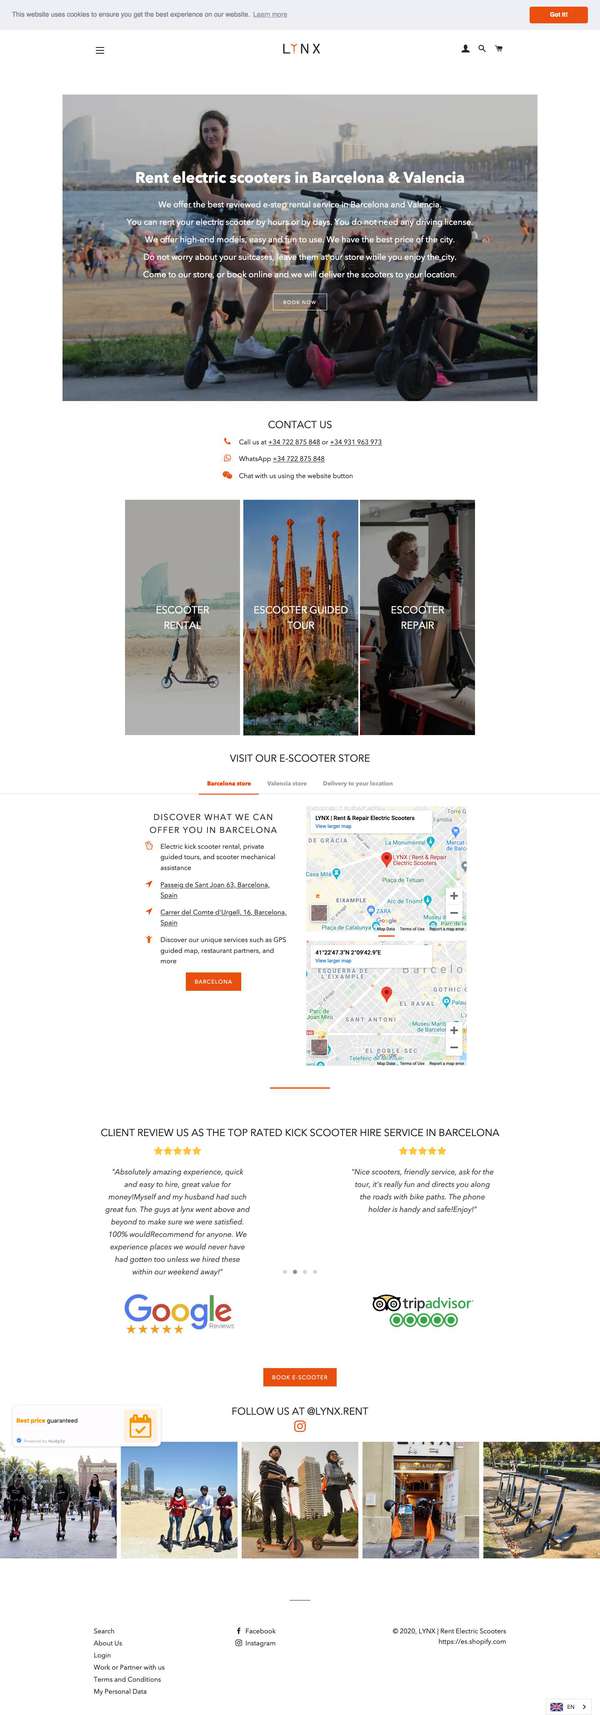 This website uses cookies to ensure you get the best experience on our website. Learn more
Got it!
LYNX
Rent electric scooters in Barcelona & Valencia
We offer the best reviewed e-step rental service in Barcelona and Valencia.
You can rent your electric scooter by hours or by days. You do not need any driving license.
We offer high-end models, easy and fun to use. We have the best price of the city.
Do not worry about your suitcases, leave them at our store while you enjoy the city.
Come to our store, or book online and we will deliver the scooters to your location.
BOOK NOW
CONTACT US
Call us at +34 722 875 848 or +34 931 963 973
WhatsApp +34 722 875 848
Chat with us using the website button
ESCOOTER
RENTAL
ESCOOTER GUIDED
TOUR
ESCOOTER
REPAIR
VISIT OUR E-SCOOTER STORE
Barcelona store
Valencia store
Delivery to your location
DISCOVER WHAT WE CAN
OFFER YOU IN BARCELONA
Electric kick scooter rental, private
guided tours, and scooter mechanical
assistance
Passeig de Sant Joan 63, Barcelona,
Spain
Carrer del Comte d'Urgell, 16, Barcelona,
Spain
Discover our unique services such as GPS
guided map, restaurant partners, and
more
BARCELONA
LYNX | Rent & Repair Electric Scooters
View larger map
Torre G
Família
Mercat de
La Monumental
LYNX | Rent & Repair
Electric Scooters
Casa Milà
Plaça de Tetuan
EIXAMPLE
Arc de Triomf
ZARA
Plaça de Catalunya
Google
Map Data
Terms of Use
Report a map error
41°22'47.3"N 2°09'42.9"E
View larger map
ESQUERRA DE
L'EIXAMPLE
Barcelo
GOTHIC
EL RAVAL
Parc de
Joan Miró
SANT ANTONI
Museu Marít
de Barcelon
EL POBLE-SEC
Telefèric de
Map Data
Terms of Use
Report a map error
CLIENT REVIEW US AS THE TOP RATED KICK SCOOTER HIRE SERVICE IN BARCELONA
"Absolutely amazing experience, quick
and easy to hire, great value for
money!Myself and my husband had such
great fun. The guys at lynx went above and
beyond to make sure we were satisfied.
100% wouldRecommend for anyone. We
experience places we would never have
had gotten too unless we hired these
within our weekend away!"
"Nice scooters, friendly service, ask for the
tour, it's really fun and directs you along
the roads with bike paths. The phone
holder is handy and safe!Enjoy!"
Google
Reviews
tripadvisor
BOOK E-SCOOTER
FOLLOW US AT @LYNX.RENT
Best price guaranteed
Powered by Nudgify
Search
About Us
Login
Work or Partner with us
Terms and Conditions
My Personal Data
Facebook
Instagram
© 2020, LYNX | Rent Electric Scooters
https://es.shopify.com
EN